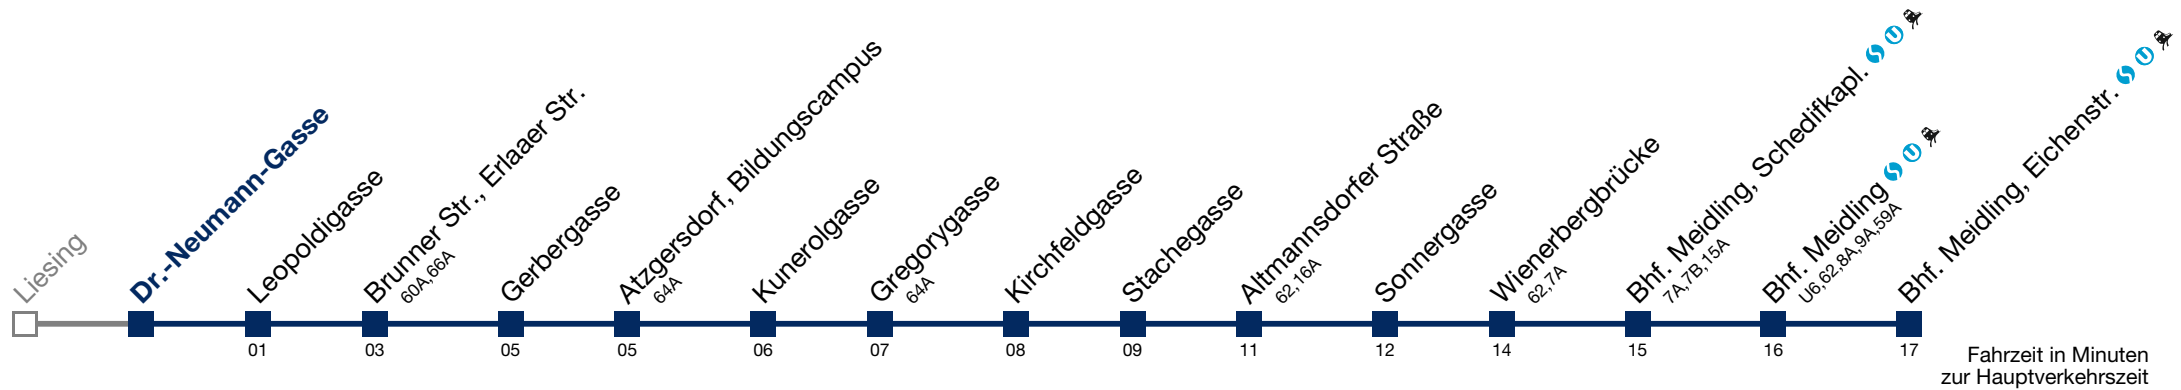 Liesing
Dr.-Neumann-Gasse
Leopoldigasse
Brunner Str., Erlaaer Str.
60A,66A
Gerbergasse
Atzgersdorf, Bildungscampus
64A
Kunerolgasse
Gregorygasse
64A
Kirchfeldgasse
Stachegasse
Altmannsdorfer Straße
62,16A
Sonnergasse
Wienerbergbrücke
62,7A
Bhf. Meidling, Schedifkapl.
7A,7B,15A
Bhf. Meidling
U6,62,8A,9A,59A
Bhf. Meidling, Eichenstr.
01 03 05 05 06 07 08 09 11 12 14 15 16 17
Fahrzeit in Minuten
zur Hauptverkehrszeit